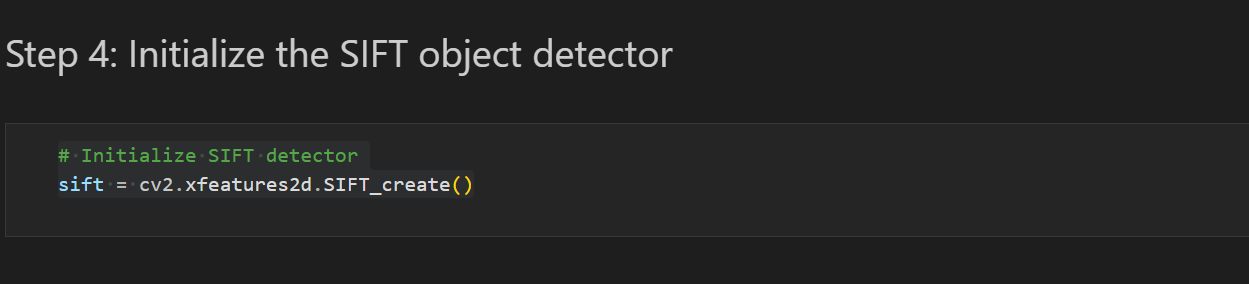 Step 4: Initialize the SIFT object detector
# Initialize SIFT detector
sift = cv2.xfeatures2d.SIFT_create()